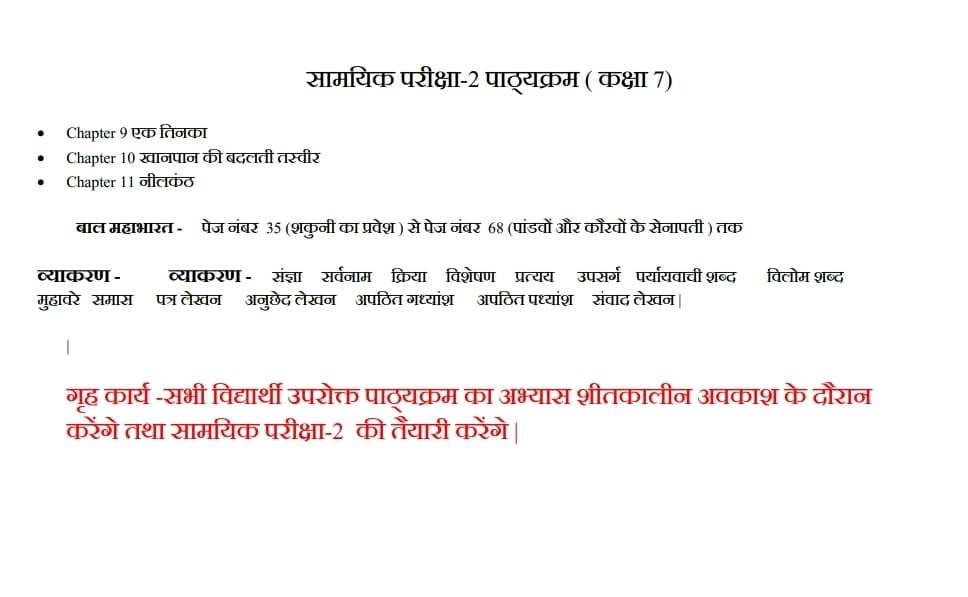 सामयिक परीक्षा-2 पाठ्यक्रम ( कक्षा 7)
• Chapter 9 एक तिनका
• Chapter 10 खानपान की बदलती तस्वीर
• Chapter 11 नीलकंठ
बाल महाभारत - पेज नंबर 35 (शकुनी का प्रवेश ) से पेज नंबर 68 (पांडवों और कौरवों के सेनापती ) तक
व्याकरण - व्याकरण - संज्ञा सर्वनाम क्रिया विशेषण प्रत्यय उपसर्ग पर्यायवाची शब्द विलोम शब्द
मुहावरे समास पत्र लेखन अनुछेद लेखन अपठित गध्यांश अपठित पध्यांश संवाद लेखन |
|
गृह कार्य -सभी विद्यार्थी उपरोक्त पाठ्यक्रम का अभ्यास शीतकालीन अवकाश के दौरान
करेंगे तथा सामयिक परीक्षा-2 की तैयारी करेंगे |